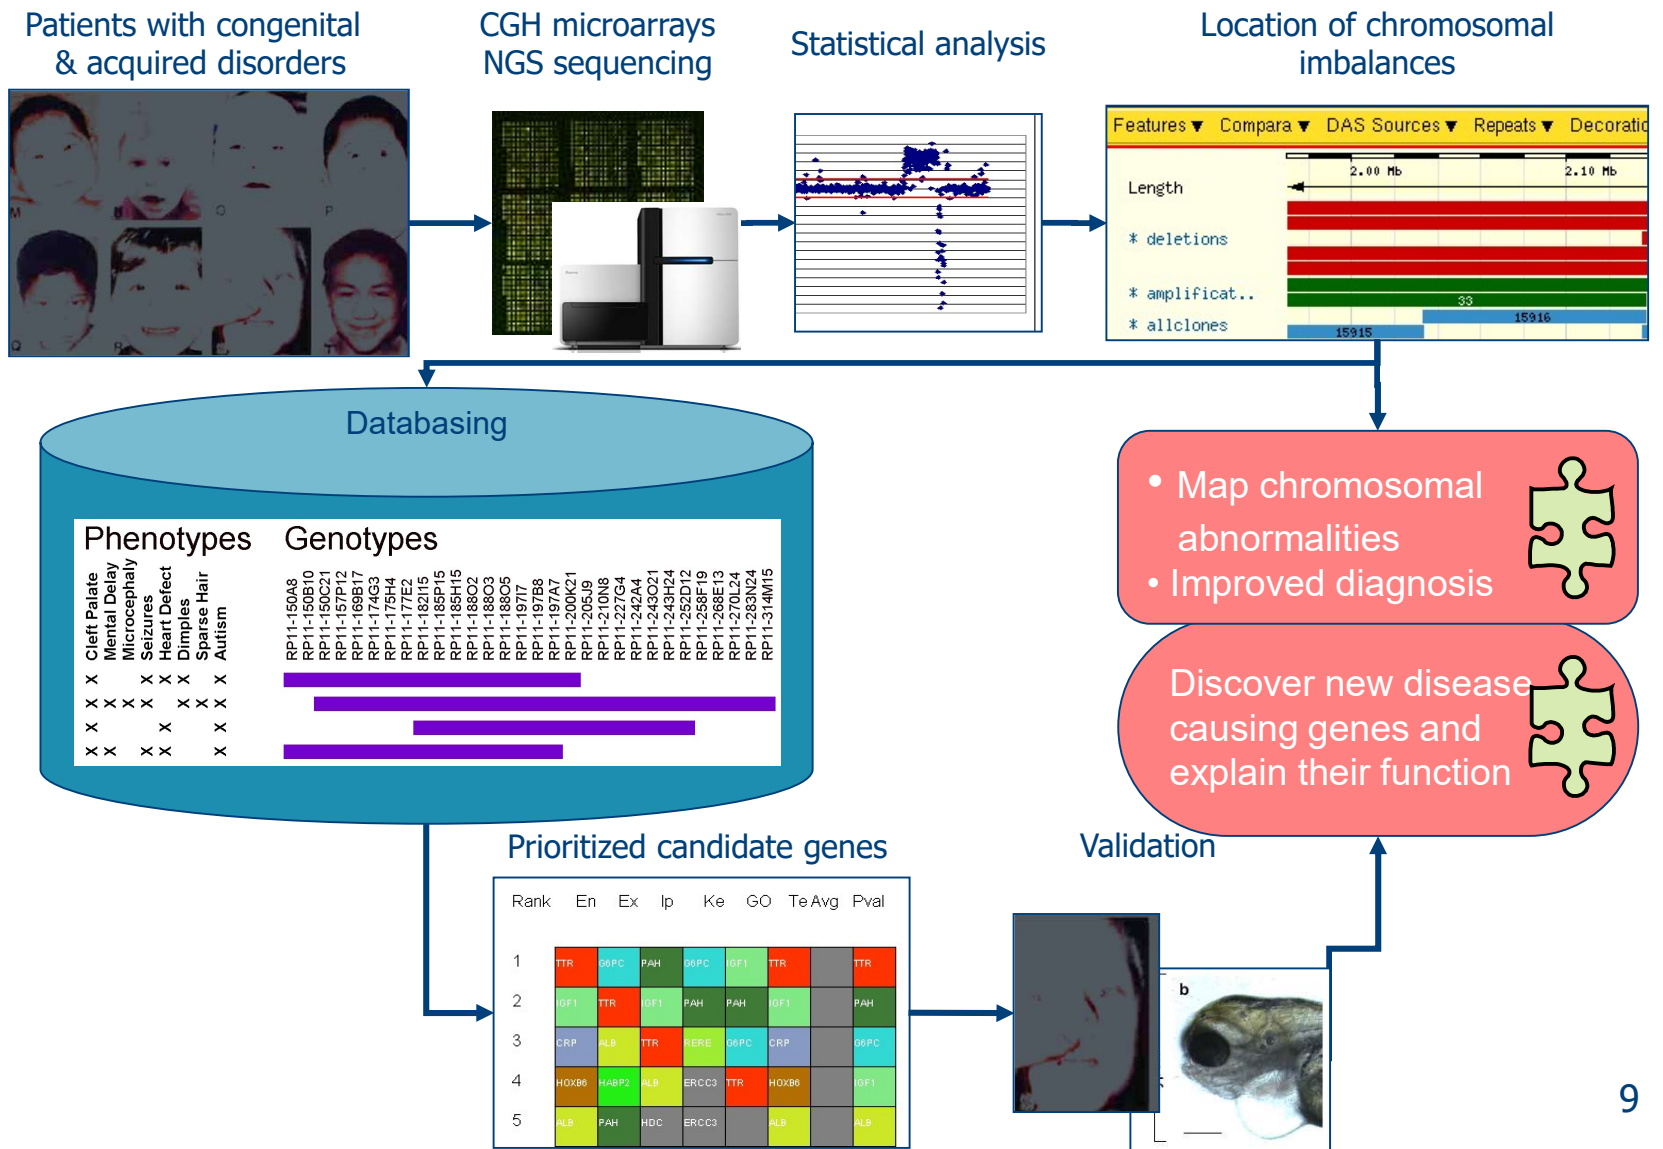 Patients with congenital
& acquired disorders
CGH microarrays
NGS sequencing
Statistical analysis
Location of chromosomal
imbalances
M
O
P
Q
R
T
Features ▼ Compara ▼ DAS Sources ▼ Repeats ▼ Decoratio
2.00 Mb
2.10 Mb
Length
* deletions
* amplificat..
33
* allclones
15916
15915
Databasing
Phenotypes
Genotypes
Cleft Palate
Mental Delay
Microcephaly
Seizures
Heart Defect
Dimples
Sparse Hair
Autism
RP11-150A8
RP11-150B10
RP11-150C21
RP11-157P12
RP11-169B17
RP11-174G3
RP11-175H4
RP11-177E2
RP11-182I15
RP11-185P15
RP11-185H15
RP11-188O2
RP11-188O3
RP11-188O5
RP11-197I7
RP11-197B8
RP11-197A7
RP11-200K21
RP11-205J9
RP11-210N8
RP11-227G4
RP11-242A4
RP11-243O21
RP11-243H24
RP11-252D12
RP11-258F19
RP11-268E13
RP11-270L24
RP11-283N24
RP11-314M15
X X X X X
X X X X X X X
X X X
X X X X X
• Map chromosomal
abnormalities
• Improved diagnosis
Discover new disease
causing genes and
explain their function
Prioritized candidate genes
Rank En Ex Ip Ke GO Te Avg Pval
1 TTR G6PC PAH G6PC IGF1 TTR TTR
2 IGF1 TTR IGF1 PAH PAH IGF1 PAH
3 CRP ALB TTR RERE G6PC CRP G6PC
4 HOXB6 HABP2 ALB ERCC3 TTR HOXB6 IGF1
5 ALB PAH HDC ERCC3 ALB ALB
Validation
b
9